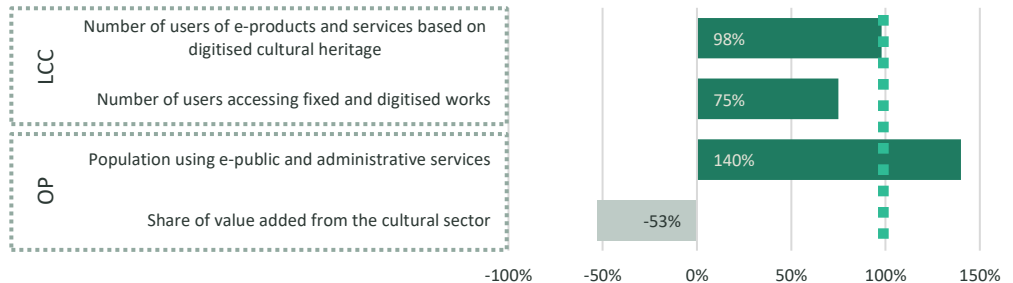 LCC
Number of users of e-products and services based on
digitised cultural heritage
98%
Number of users accessing fixed and digitised works
75%
OP
Population using e-public and administrative services
140%
Share of value added from the cultural sector
-53%
-100%
-50%
0%
50%
100%
150%